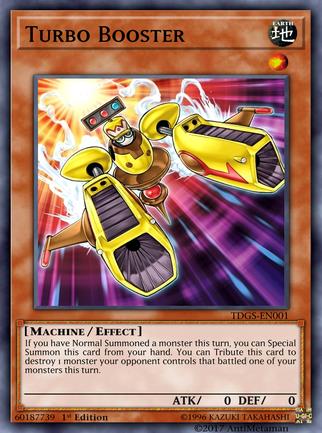 TURBO BOOSTER
EARTH
地
TDGS-EN001
[MACHINE / EFFECT]
If you have Normal Summoned a monster this turn, you can Special
Summon this card from your hand. You can Tribute this card to
destroy 1 monster your opponent controls that battled one of your
monsters this turn.
ATK/ 0 DEF/ 0
60187739 1st Edition ©1996 KAZUKI TAKAHASHI
©2017 AntiMetaman